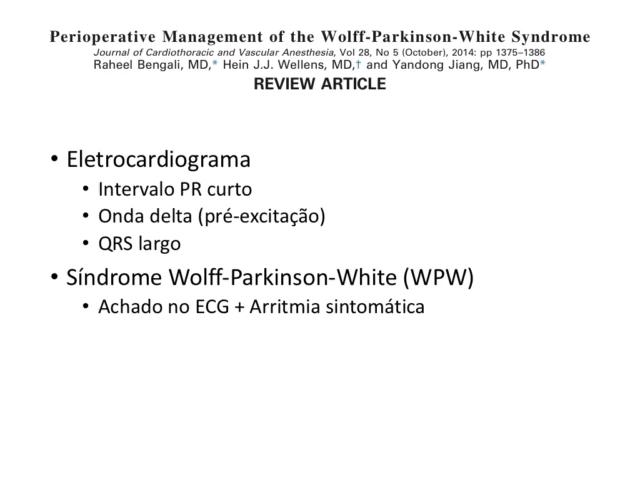 Perioperative Management of the Wolff-Parkinson-White Syndrome
Journal of Cardiothoracic and Vascular Anesthesia, Vol 28, No 5 (October), 2014: pp 1375–1386
Raheel Bengali, MD,* Hein J.J. Wellens, MD,† and Yandong Jiang, MD, PhD*
REVIEW ARTICLE
• Eletrocardiograma
• Intervalo PR curto
• Onda delta (pré-excitação)
• QRS largo
• Síndrome Wolff-Parkinson-White (WPW)
• Achado no ECG + Arritmia sintomática